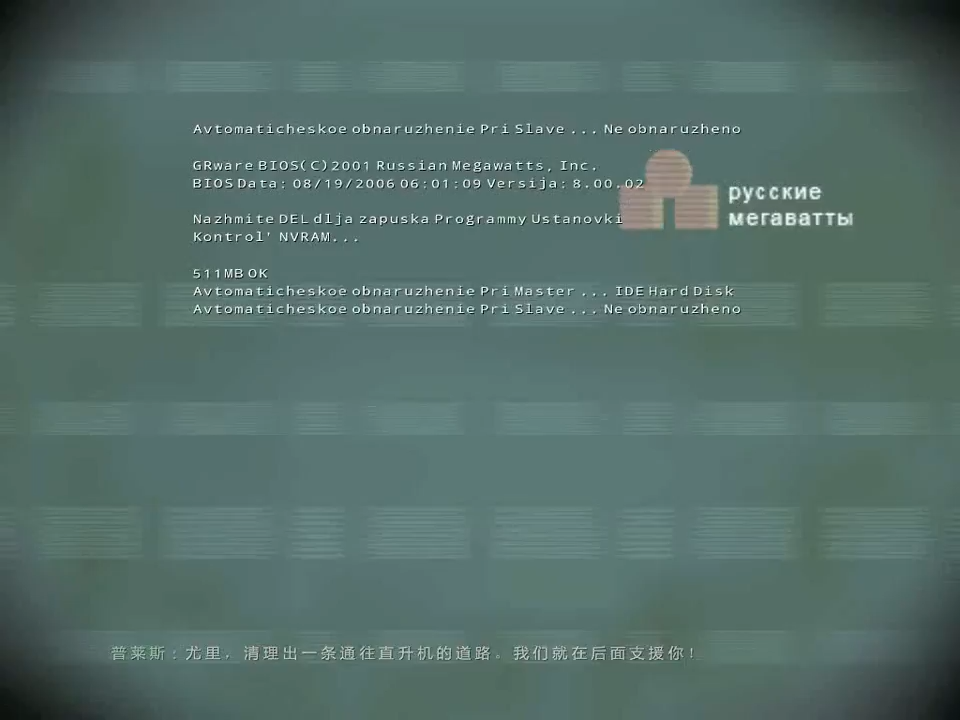 Avtomaticheskoe obnaruzhenie Pri Slave ... Ne obnaruzheno
GRware BIOS(C)2001 Russian Megawatts, Inc.
BIOS Data: 08/19/2006 06:01:09 Versija: 8.00.02
русские
мегаватты
Nazhmite DEL dlja zapuska Programmy Ustanovki
Kontrol' NVRAM...
511MB OK
Avtomaticheskoe obnaruzhenie Pri Master ... IDE Hard Disk
Avtomaticheskoe obnaruzhenie Pri Slave ... Ne obnaruzheno
普莱斯：尤里，清理出一条通往直升机的道路。我们就在后面支援你！